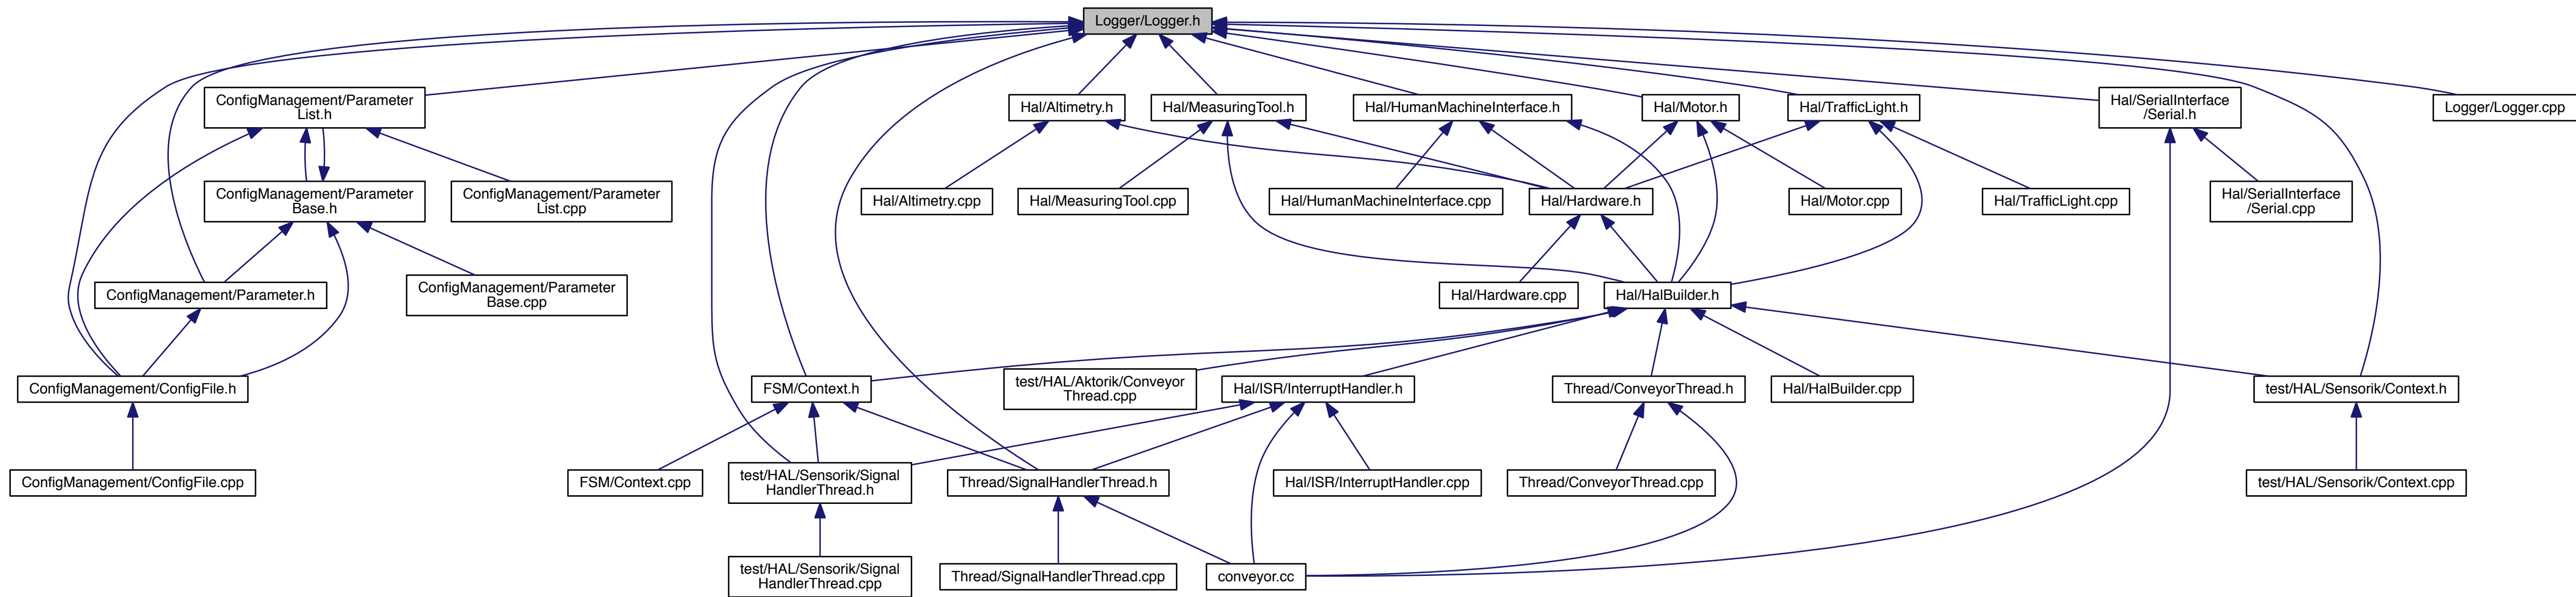 Logger/Logger.h
ConfigManagement/Parameter
List.h
Hal/Altimetry.h
Hal/MeasuringTool.h
Hal/HumanMachineInterface.h
Hal/Motor.h
Hal/TrafficLight.h
Hal/SerialInterface
/Serial.h
Logger/Logger.cpp
ConfigManagement/Parameter
Base.h
ConfigManagement/Parameter
List.cpp
Hal/Altimetry.cpp
Hal/MeasuringTool.cpp
Hal/HumanMachineInterface.cpp
Hal/Hardware.h
Hal/Motor.cpp
Hal/TrafficLight.cpp
Hal/SerialInterface
/Serial.cpp
ConfigManagement/Parameter.h
ConfigManagement/Parameter
Base.cpp
Hal/Hardware.cpp
Hal/HalBuilder.h
ConfigManagement/ConfigFile.h
FSM/Context.h
test/HAL/Aktorik/Conveyor
Thread.cpp
Hal/ISR/InterruptHandler.h
Thread/ConveyorThread.h
Hal/HalBuilder.cpp
test/HAL/Sensorik/Context.h
ConfigManagement/ConfigFile.cpp
FSM/Context.cpp
test/HAL/Sensorik/Signal
HandlerThread.h
Thread/SignalHandlerThread.h
Hal/ISR/InterruptHandler.cpp
Thread/ConveyorThread.cpp
test/HAL/Sensorik/Context.cpp
test/HAL/Sensorik/Signal
HandlerThread.cpp
Thread/SignalHandlerThread.cpp
conveyor.cc